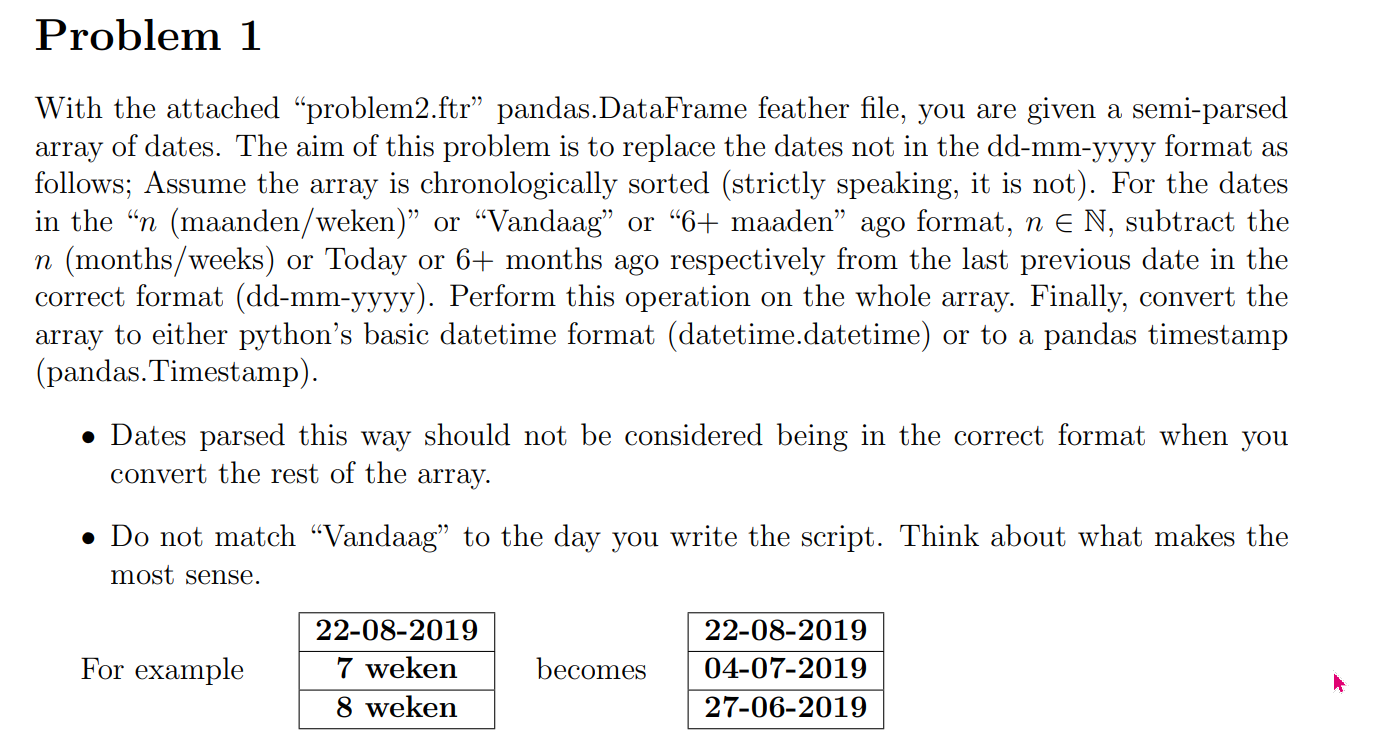 Problem 1
With the attached “problem2.ftr” pandas.DataFrame feather file, you are given a semi-parsed
array of dates. The aim of this problem is to replace the dates not in the dd-mm-yyyy format as
follows; Assume the array is chronologically sorted (strictly speaking, it is not). For the dates
in the “n (maanden/weken)” or “Vandaag” or “6+ maaden” ago format, n ∈ ℕ, subtract the
n (months/weeks) or Today or 6+ months ago respectively from the last previous date in the
correct format (dd-mm-yyyy). Perform this operation on the whole array. Finally, convert the
array to either python’s basic datetime format (datetime.datetime) or to a pandas timestamp
(pandas.Timestamp).
• Dates parsed this way should not be considered being in the correct format when you
convert the rest of the array.
• Do not match “Vandaag” to the day you write the script. Think about what makes the
most sense.
22-08-2019 22-08-2019
For example 7 weken becomes 04-07-2019
8 weken 27-06-2019